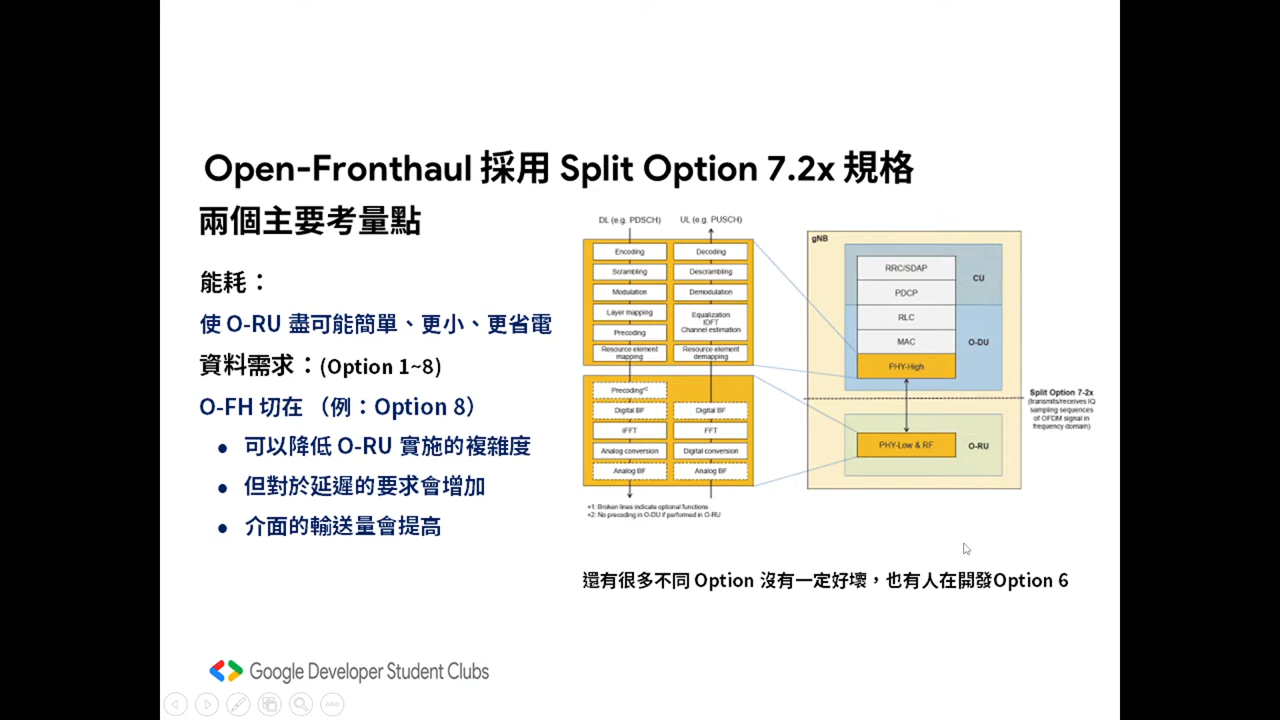 Open-Fronthaul 採用 Split Option 7.2x 規格
兩個主要考量點
能耗：
使 O-RU 盡可能簡單、更小、更省電
資料需求：(Option 1~8)
O-FH 切在 （例：Option 8）
● 可以降低 O-RU 實施的複雜度
● 但對於延遲的要求會增加
● 介面的輸送量會提高
DL (e.g. PDSCH)
UL (e.g. PUSCH)
Encoding
Scrambling
Modulation
Layer mapping
Precoding
Resource element
mapping
Decoding
Descrambling
Demodulation
Equalization
IDFT
Channel estimation
Resource element
demapping
Precoding*²
Digital BF
IFFT
Analog conversion
Analog BF
Digital BF
FFT
Digital conversion
Analog BF
*1: Broken lines indicate optional functions
*2: No precoding in O-DU if performed in O-RU
gNB
RRC/SDAP
PDCP
CU
RLC
MAC
O-DU
PHY-High
PHY-Low & RF
O-RU
Split Option 7-2x
(transmits/receives IQ
sampling sequences
of OFDM signal in
frequency domain)
還有很多不同 Option 沒有一定好壞，也有人在開發Option 6
Google Developer Student Clubs